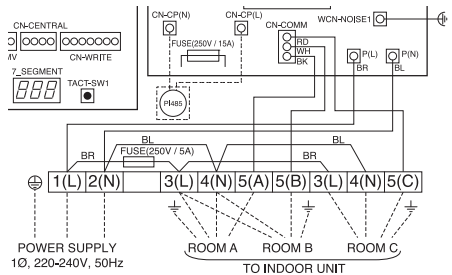 CN-CENTRAL
MV
CN-WRITE
7_SEGMENT
TACT-SW1
CN-CP(N)
CN-CP(L)
CN-COMM
WCN-NOISE1
FUSE(250V / 15A)
RD
WH
BK
P(L)
P(N)
BR
BL
PI485
BL
BL
FUSE(250V / 5A)
BR
BR
1(L)
2(N)
3(L)
4(N)
5(A)
5(B)
3(L)
4(N)
5(C)
POWER SUPPLY
1Ø, 220-240V, 50Hz
ROOM A
ROOM B
ROOM C
TO INDOOR UNIT